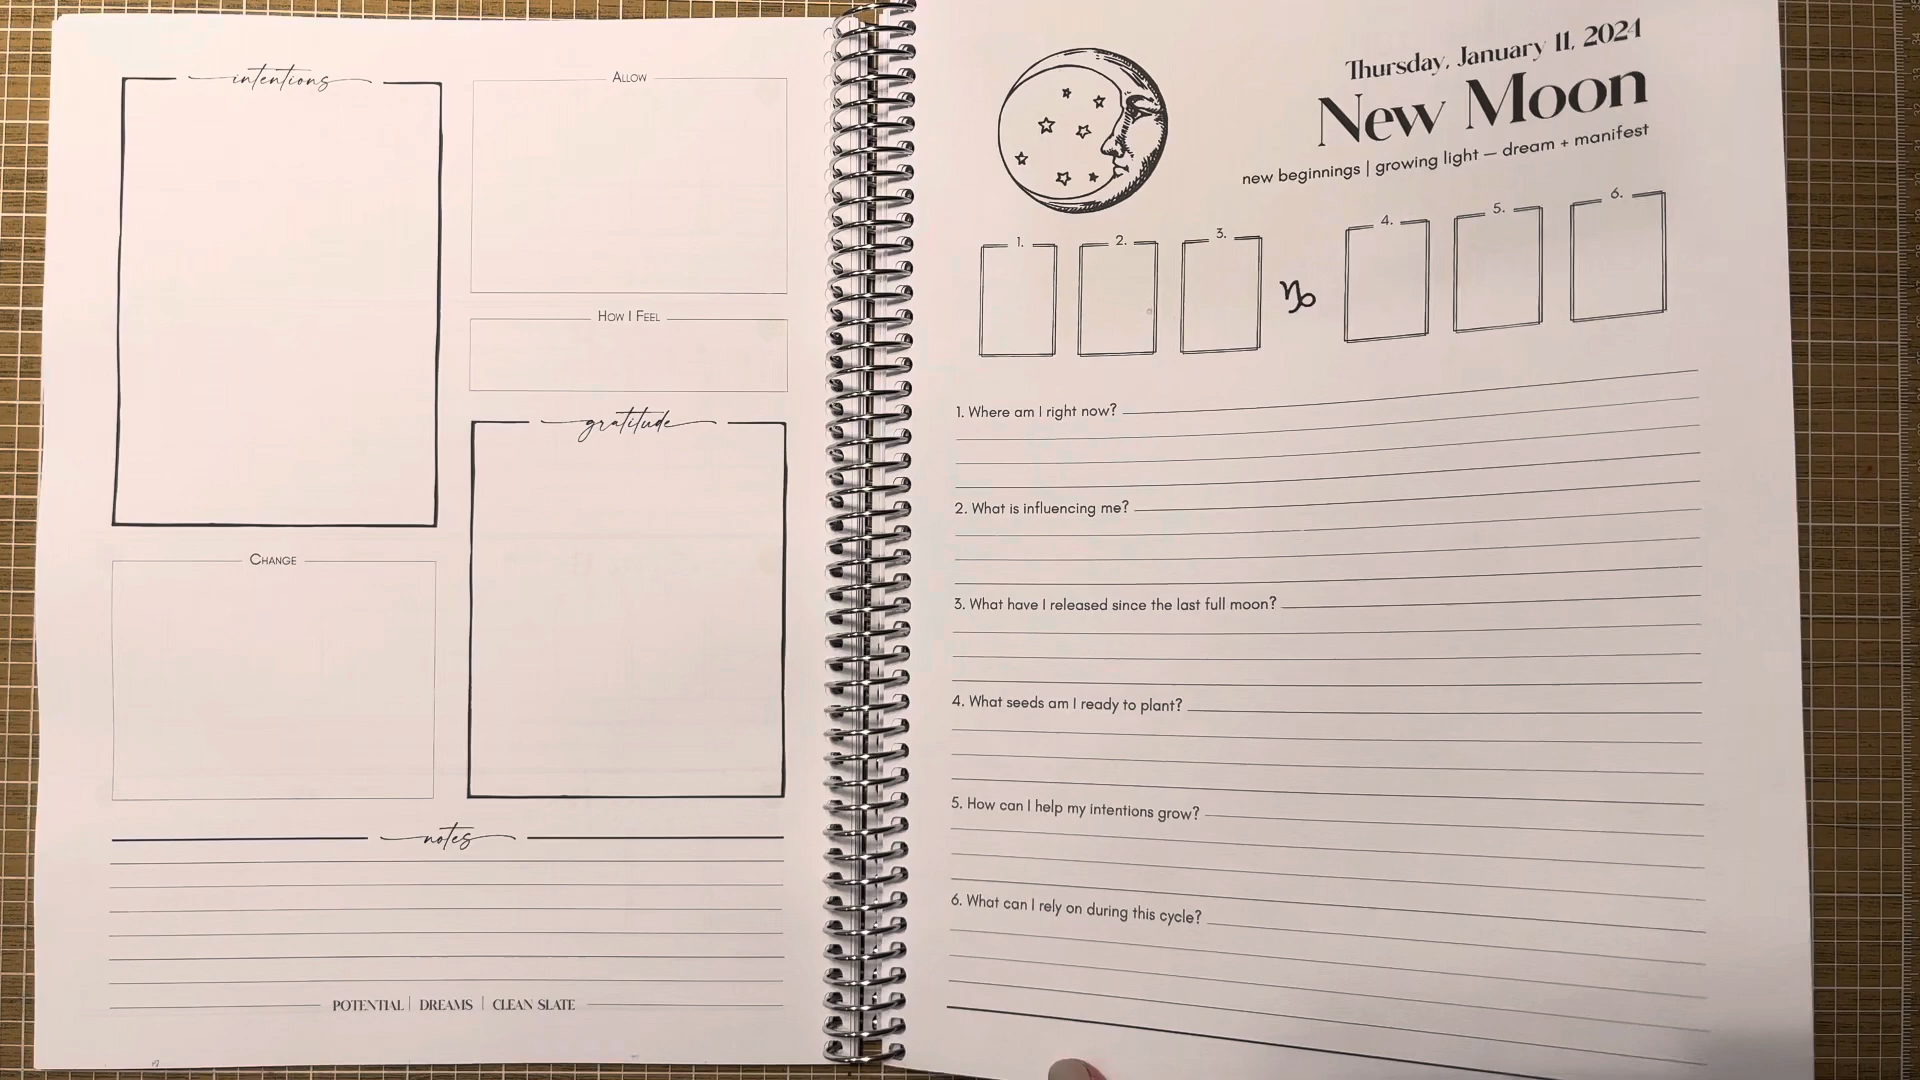 intentions
ALLOW
HOW I FEEL
gratitude
CHANGE
notes
POTENTIAL | DREAMS | CLEAN SLATE
Thursday, January 11, 2024
New Moon
new beginnings | growing light — dream + manifest
1.
2.
3.
♑
4.
5.
6.
1. Where am I right now?
2. What is influencing me?
3. What have I released since the last full moon?
4. What seeds am I ready to plant?
5. How can I help my intentions grow?
6. What can I rely on during this cycle?